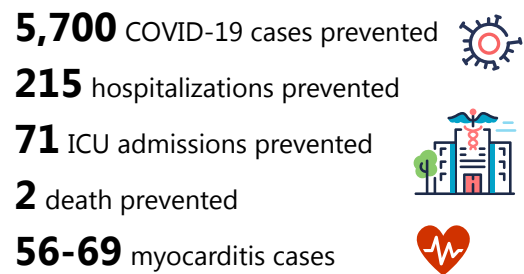 5,700 COVID-19 cases prevented
215 hospitalizations prevented
71 ICU admissions prevented
2 death prevented
56-69 myocarditis cases